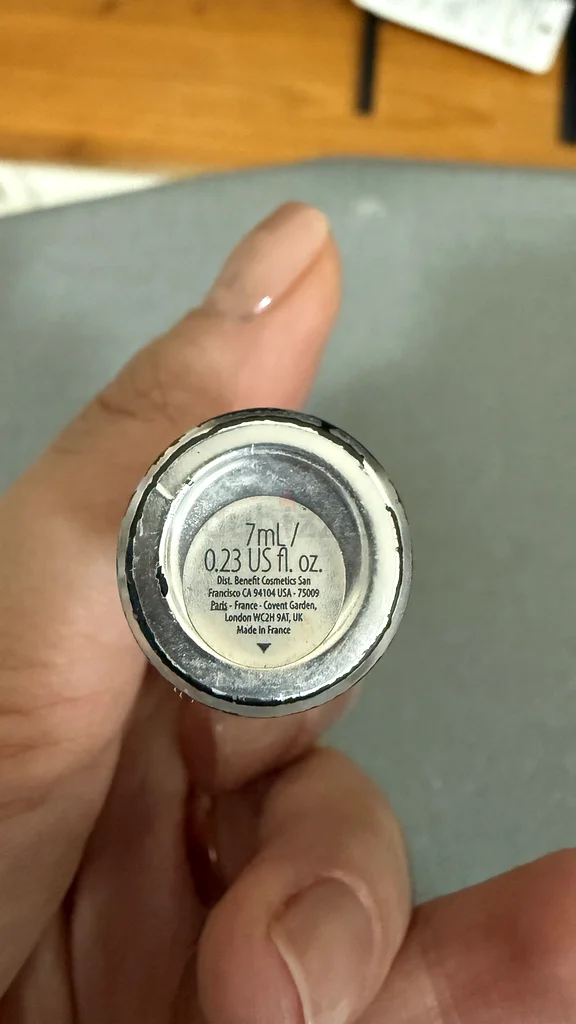 7mL /
0.23 US fl. oz.
Dist. Benefit Cosmetics San
Francisco CA 94104 USA - 75009
Paris - France - Covent Garden,
London WC2H 9AT, UK
Made in France